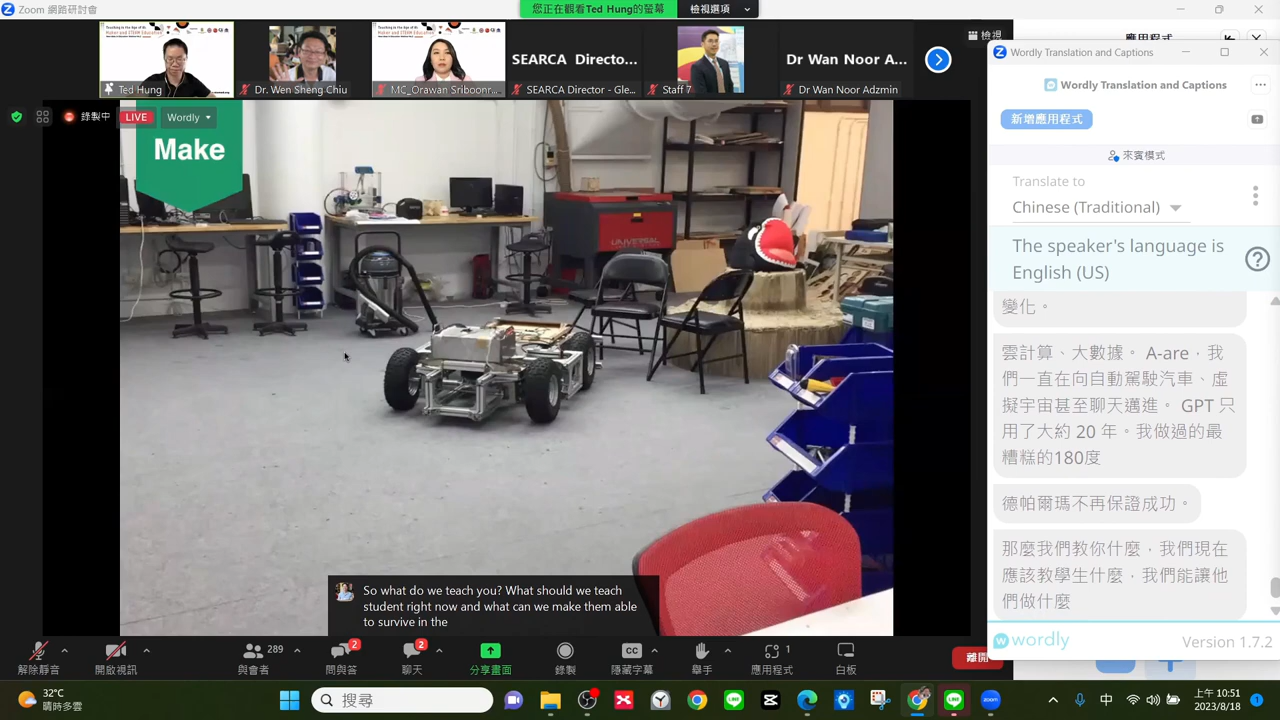 Zoom 網路研討會
您正在觀看Ted Hung的螢幕
檢視選項
Ted Hung
Dr. Wen Sheng Chiu
MC_Orawan Sriboonr...
SEARCA Directo...
SEARCA Director - Gle...
Staff 7
Dr Wan Noor A...
Dr Wan Noor Adzmin
檢視
應用程式
錄製中
LIVE
Wordly
Make
UNIVERSAL
So what do we teach you? What should we teach
student right now and what can we make them able
to survive in the
Wordly Translation and Captions
Wordly Translation and Captions
新增應用程式
來賓模式
Translate to
Chinese (Traditional)
The speaker's language is
English (US)
變化。
雲計算、大數據。 A-are,我
們一直在向自動駕駛汽車、虛
擬宇宙甚至聊天邁進。 GPT 只
用了大約 20 年。我做過的最
糟糕的180度
德帕爾瑪不再保證成功。
那麼我們教你什麼,我們現在
應該教學生什麼,我們能讓他
們做什麼
wordly
Version 1.7.2
解除靜音
開啟視訊
289
與會者
2
問與答
2
聊天
分享畫面
錄製
CC
隱藏字幕
舉手
1
應用程式
白板
離開
32°C
晴時多雲
搜尋
中
上午 10:51
2023/8/18